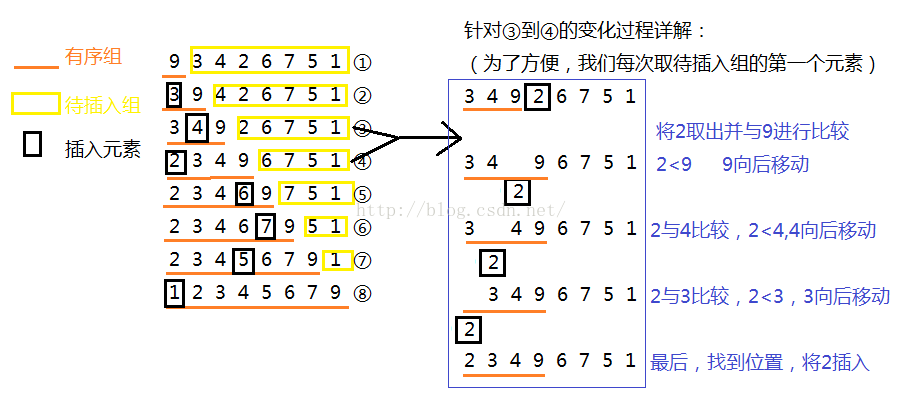 有序组
待插入组
插入元素
9 3 4 2 6 7 5 1 ①
3 9 4 2 6 7 5 1 ②
3 4 9 2 6 7 5 1 ③
2 3 4 9 6 7 5 1 ④
2 3 4 6 9 7 5 1 ⑤
2 3 4 6 7 9 5 1 ⑥
2 3 4 5 6 7 9 1 ⑦
1 2 3 4 5 6 7 9 ⑧
针对③到④的变化过程详解：
（为了方便，我们每次取待插入组的第一个元素）
3 4 9 2 6 7 5 1
将2取出并与9进行比较
3 4 9 6 7 5 1
2<9 9向后移动
2
3 4 9 6 7 5 1
2与4比较，2<4,4向后移动
2
3 4 9 6 7 5 1
2与3比较，2<3，3向后移动
2
2 3 4 9 6 7 5 1
最后，找到位置，将2插入
http://blog.csdn.net/